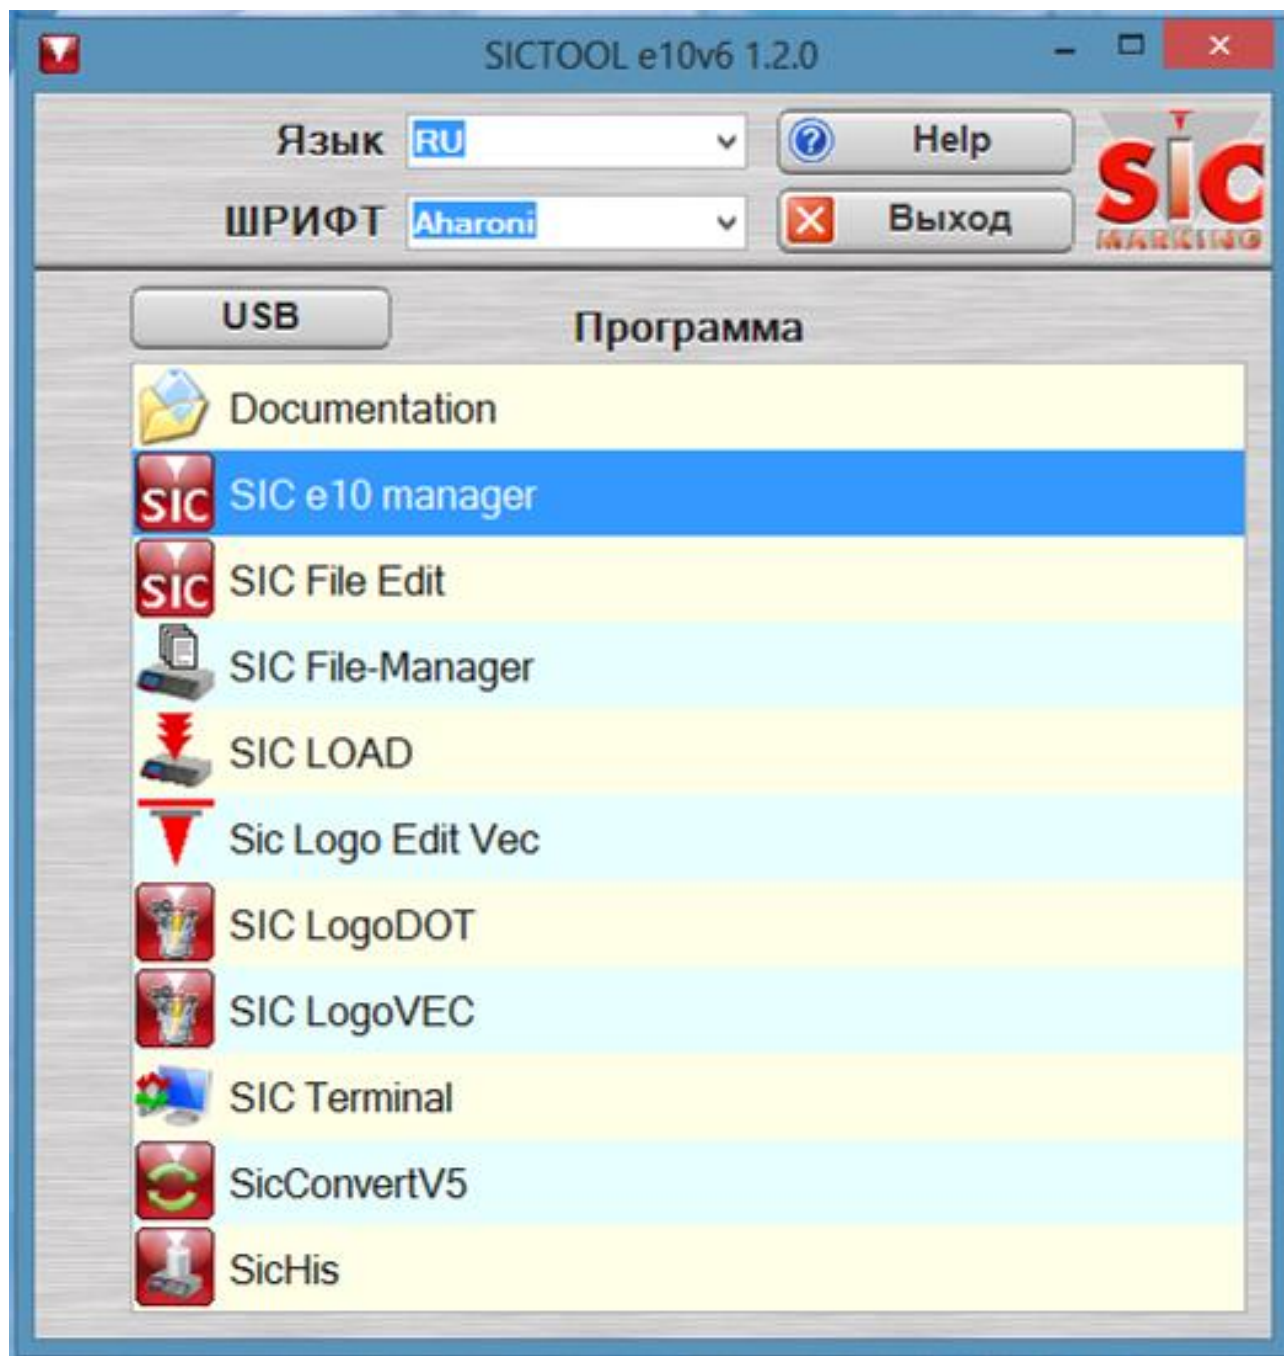 SICTOOL e10v6 1.2.0
Язык RU Help
ШРИФТ Aharoni Выход
SIC
MARKING
USB Программа
Documentation
SIC e10 manager
SIC File Edit
SIC File-Manager
SIC LOAD
Sic Logo Edit Vec
SIC LogoDOT
SIC LogoVEC
SIC Terminal
SicConvertV5
SicHis